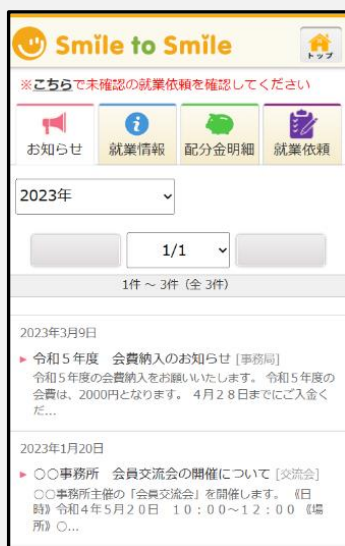 Smile to Smile
トップ
※こちらで未確認の就業依頼を確認してください
お知らせ 就業情報 配分金明細 就業依頼
2023年
1/1
1件 ~ 3件 (全 3件)
2023年3月9日
令和5年度 会費納入のお知らせ [事務局]
令和5年度の会費納入をお願いいたします。 令和5年度の
会費は、2000円となります。 4月28日までにご入金く
だ...
2023年1月20日
○○事務所 会員交流会の開催について [交流会]
○○事務所主催の「会員交流会」を開催します。 《日
時》令和4年5月20日 10:00~12:00 《場
所》○...